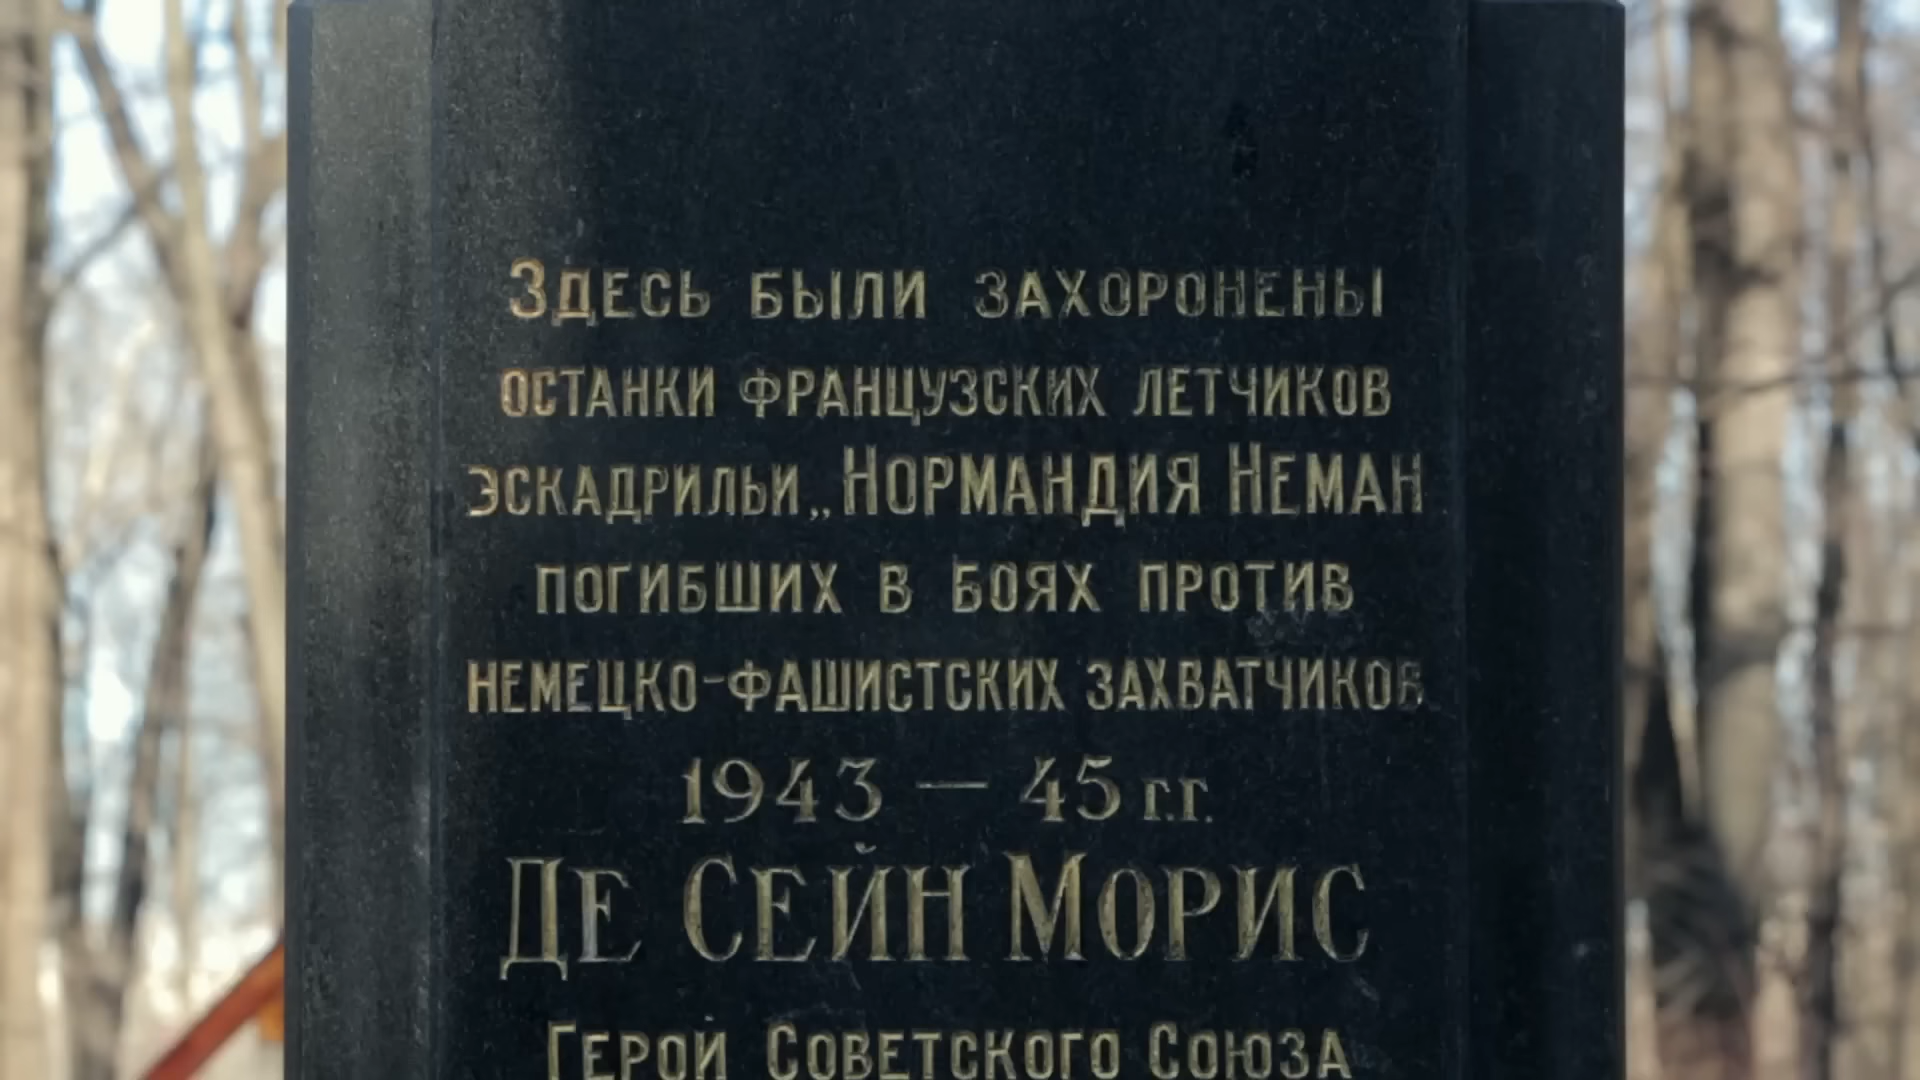 Здесь были захоронены
останки французских летчиков
эскадрильи „Нормандия Неман
погибших в боях против
немецко-фашистских захватчиков
1943 — 45 г.г.
Де Сейн Морис
Герой Советского Союза